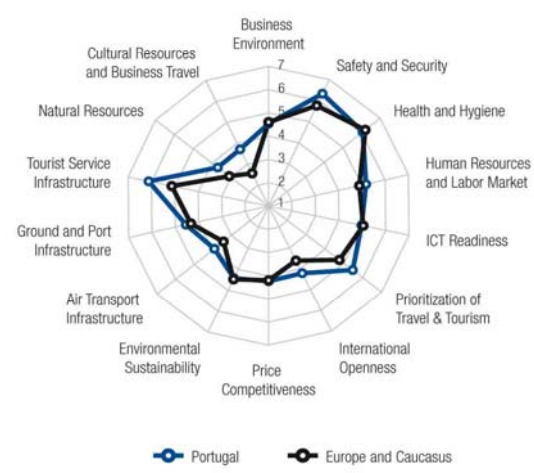 Business
Environment
Cultural Resources
and Business Travel
Safety and Security
Natural Resources
Health and Hygiene
Tourist Service
Infrastructure
Human Resources
and Labor Market
Ground and Port
Infrastructure
ICT Readiness
Air Transport
Infrastructure
Prioritization of
Travel & Tourism
Environmental
Sustainability
International
Openness
Price
Competitiveness
7
6
5
4
3
2
1
Portugal
Europe and Caucasus